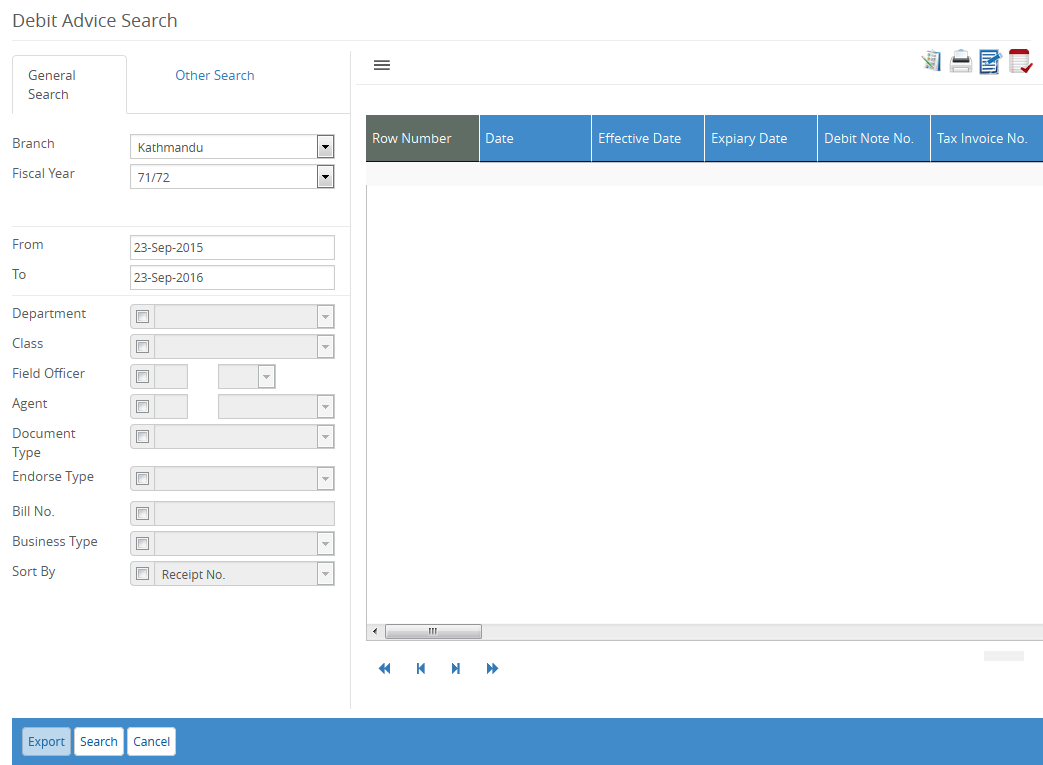 Debit Advice Search
General
Search
Other Search
Branch
Kathmandu
Fiscal Year
71/72
From
23-Sep-2015
To
23-Sep-2016
Department
Class
Field Officer
Agent
Document
Type
Endorse Type
Bill No.
Business Type
Sort By
Receipt No.
Row Number
Date
Effective Date
Expiary Date
Debit Note No.
Tax Invoice No.
Export
Search
Cancel